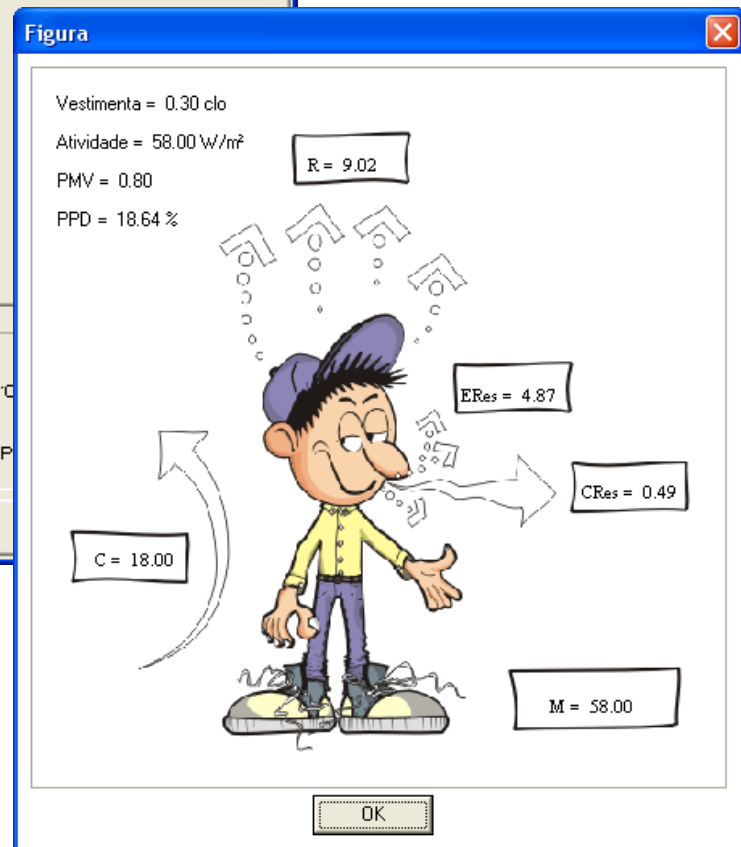 Figura
Vestimenta = 0.30 clo
Atividade = 58.00 W/m²
PMV = 0.80
PPD = 18.64 %
R = 9.02
ERes = 4.87
CRes = 0.49
C = 18.00
M = 58.00
OK